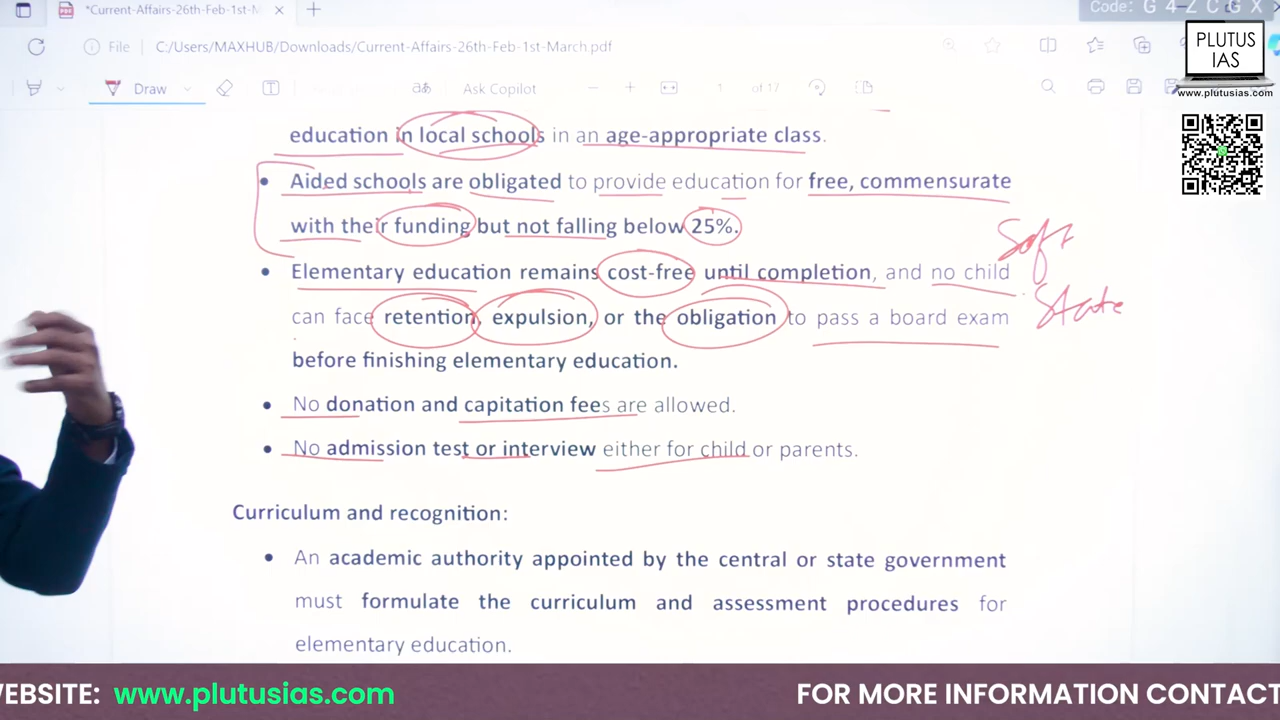 *Current-Affairs-26th-Feb-1st-M
Code: G 4 Z C G X
File C:/Users/MAXHUB/Downloads/Current-Affairs-26th-Feb-1st-March.pdf
PLUTUS
IAS
www.plutusias.com
Draw
Ask Copilot
1 of 17
education in local schools in an age-appropriate class.
• Aided schools are obligated to provide education for free, commensurate
with their funding but not falling below 25%.
Soft
State
• Elementary education remains cost-free until completion, and no child
can face retention, expulsion, or the obligation to pass a board exam
before finishing elementary education.
• No donation and capitation fees are allowed.
• No admission test or interview either for child or parents.
Curriculum and recognition:
• An academic authority appointed by the central or state government
must formulate the curriculum and assessment procedures for
elementary education.
EBSITE: www.plutusias.com FOR MORE INFORMATION CONTACT